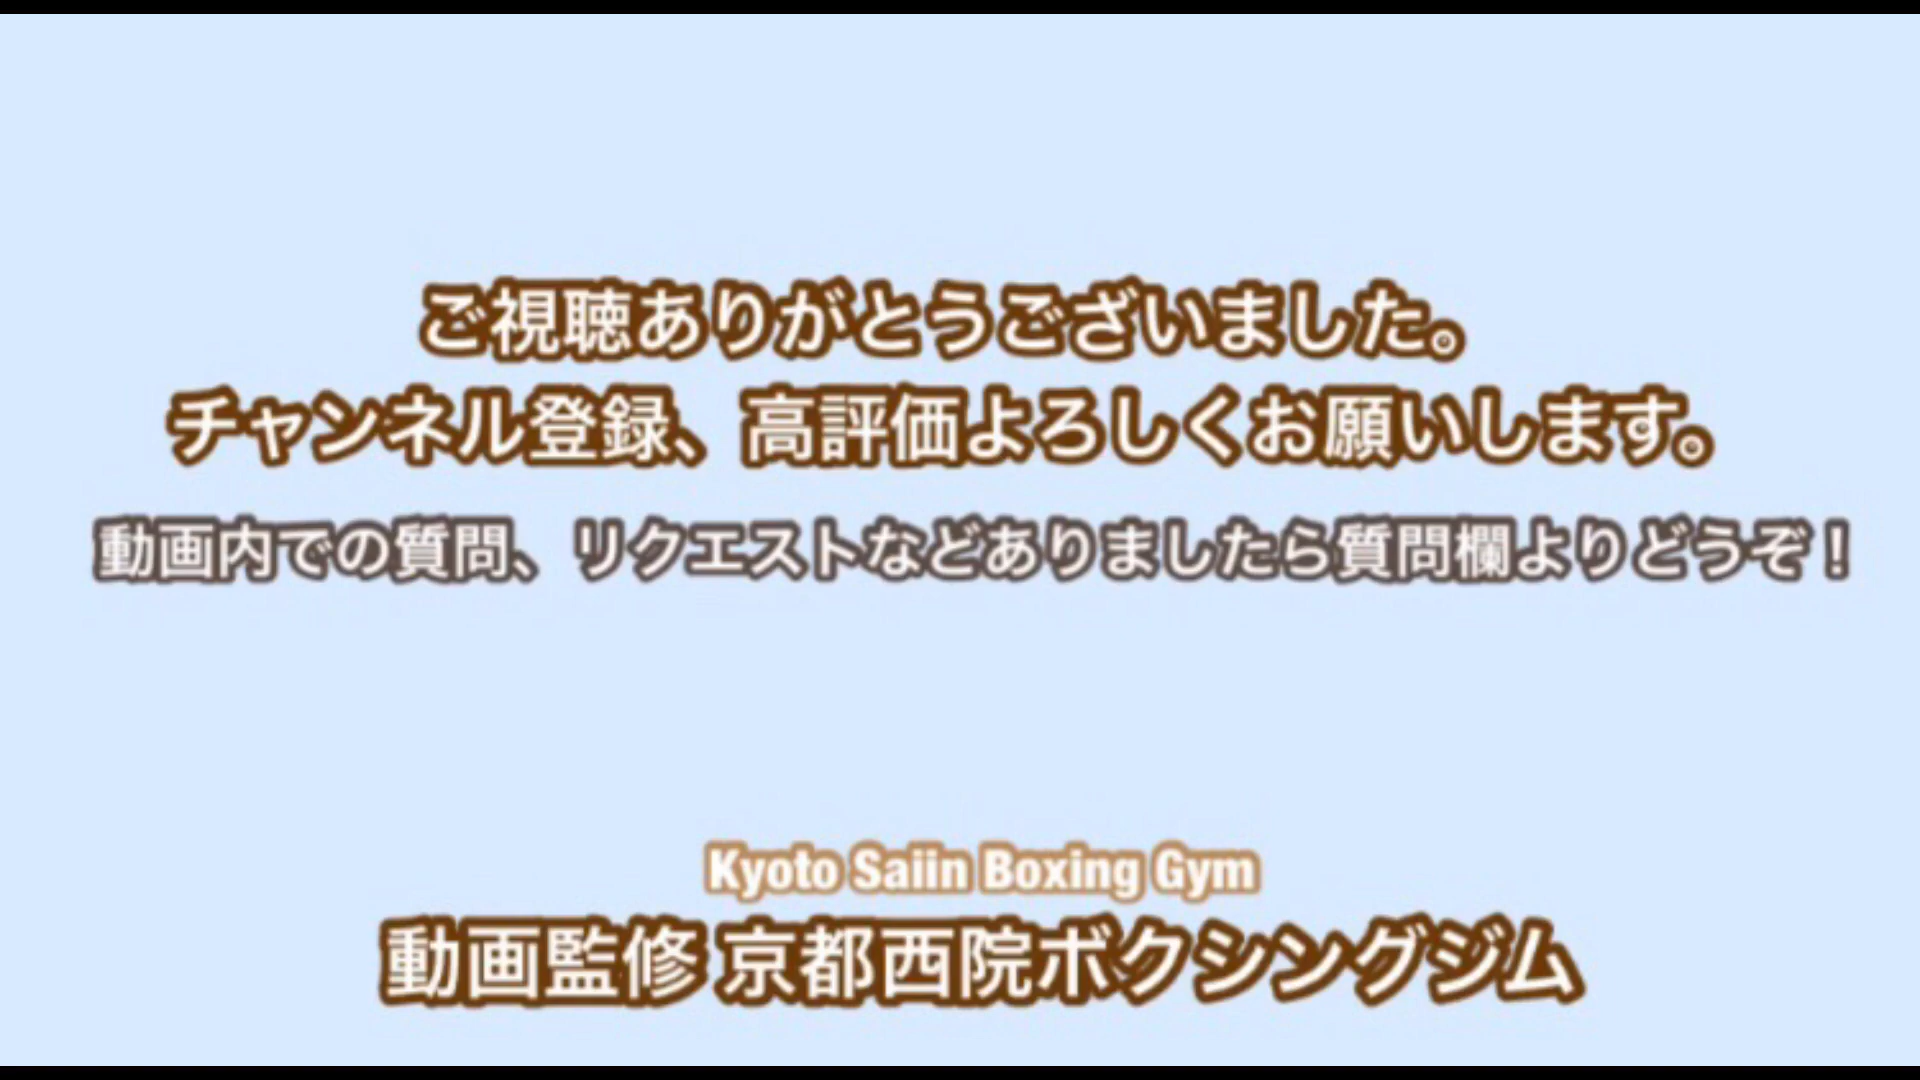 ご視聴ありがとうございました。
チャンネル登録、高評価よろしくお願いします。
動画内での質問、リクエストなどありましたら質問欄よりどうぞ！
Kyoto Saiin Boxing Gym
動画監修 京都西院ボクシングジム